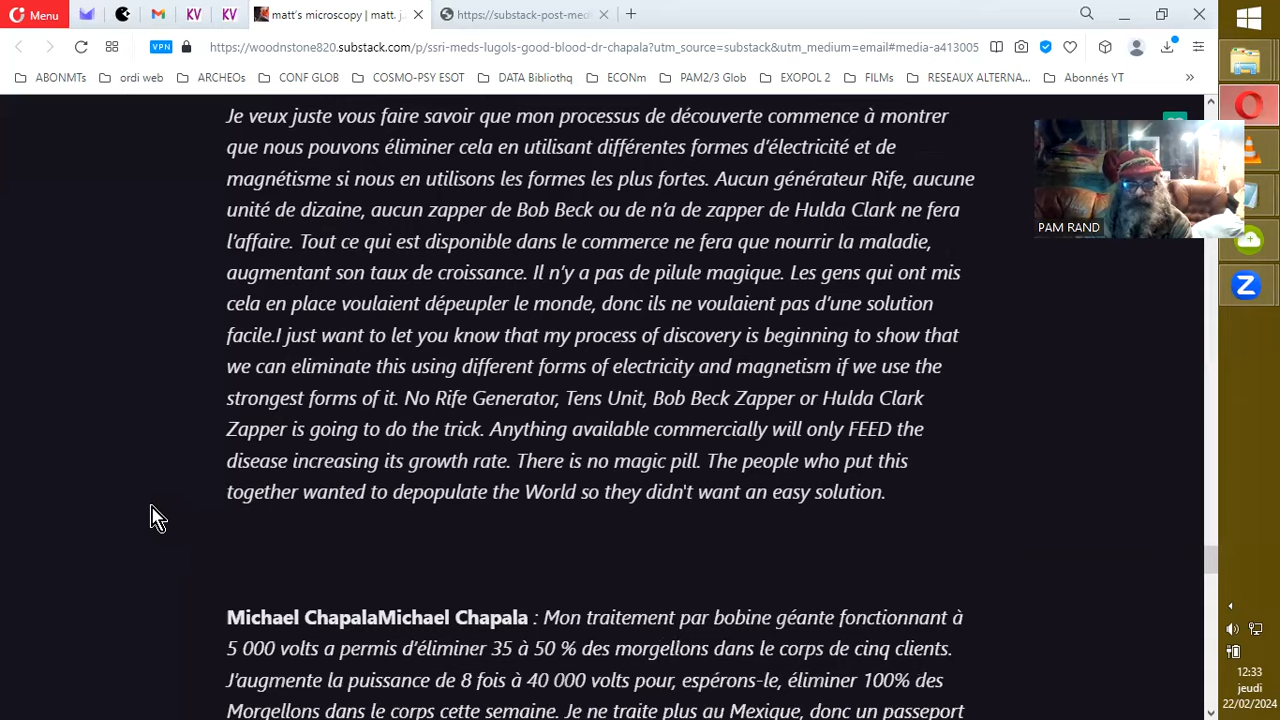 Menu
matt's microscopy | matt. j
https://substack-post-med
VPN
https://woodnstone820.substack.com/p/ssri-meds-lugols-good-blood-dr-chapala?utm_source=substack&utm_medium=email#media-a413005
ABONMTs
ordi web
ARCHEOs
CONF GLOB
COSMO-PSY ESOT
DATA Bibliothq
ECONm
PAM2/3 Glob
EXOPOL 2
FILMs
RESEAUX ALTERNA...
Abonnés YT
Je veux juste vous faire savoir que mon processus de découverte commence à montrer
que nous pouvons éliminer cela en utilisant différentes formes d'électricité et de
magnétisme si nous en utilisons les formes les plus fortes. Aucun générateur Rife, aucune
unité de dizaine, aucun zapper de Bob Beck ou de n'a de zapper de Hulda Clark ne fera
l'affaire. Tout ce qui est disponible dans le commerce ne fera que nourrir la maladie,
augmentant son taux de croissance. Il n'y a pas de pilule magique. Les gens qui ont mis
cela en place voulaient dépeupler le monde, donc ils ne voulaient pas d'une solution
facile.I just want to let you know that my process of discovery is beginning to show that
we can eliminate this using different forms of electricity and magnetism if we use the
strongest forms of it. No Rife Generator, Tens Unit, Bob Beck Zapper or Hulda Clark
Zapper is going to do the trick. Anything available commercially will only FEED the
disease increasing its growth rate. There is no magic pill. The people who put this
together wanted to depopulate the World so they didn't want an easy solution.
Michael ChapalaMichael Chapala : Mon traitement par bobine géante fonctionnant à
5 000 volts a permis d'éliminer 35 à 50 % des morgellons dans le corps de cinq clients.
J'augmente la puissance de 8 fois à 40 000 volts pour, espérons-le, éliminer 100% des
Morgellons dans le corps cette semaine. Je ne traite plus au Mexique, donc un passeport
PAM RAND
12:33
jeudi
22/02/2024